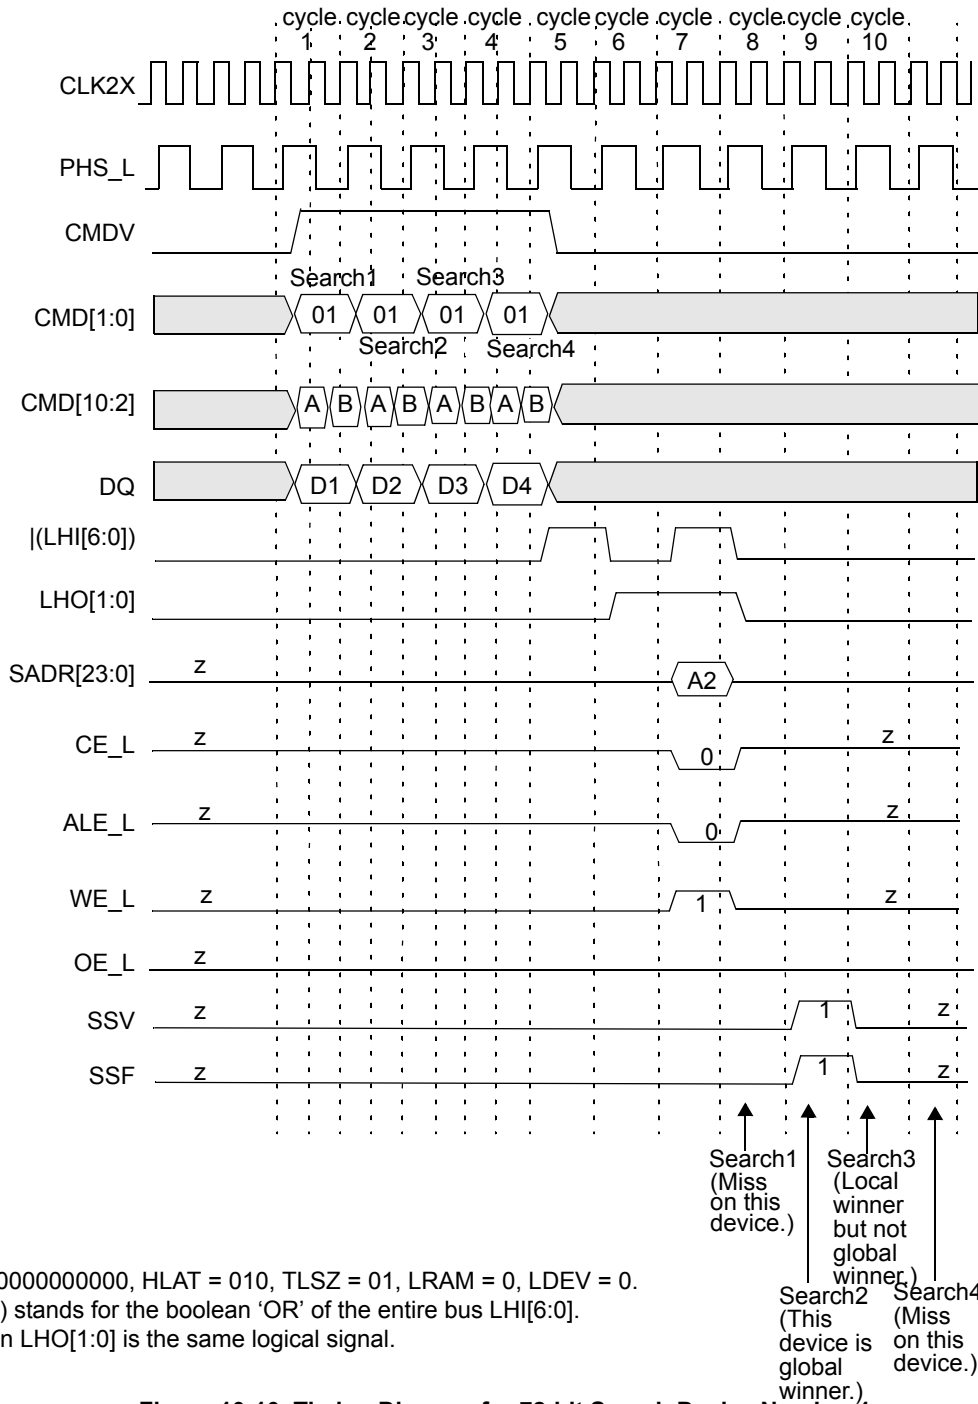 cycle cycle cycle cycle cycle cycle cycle cycle cycle cycle
1 2 3 4 5 6 7 8 9 10
CLK2X
PHS_L
CMDV
Search1 Search3
CMD[1:0] 01 01 01 01
Search2 Search4
CMD[10:2] A B A B A B A B
DQ D1 D2 D3 D4
|(LHI[6:0])
LHO[1:0]
SADR[23:0] z A2
CE_L z 0 z
ALE_L z 0 z
WE_L z 1 z
OE_L z
SSV z 1 z
SSF z 1 z
Search1
(Miss
on this
device.)
Search3
(Local
winner
but not
global
winner.)
Search2
(This
device is
global
winner.)
Search4
(Miss
on this
device.)
0000000000, HLAT = 010, TLSZ = 01, LRAM = 0, LDEV = 0.
) stands for the boolean ‘OR’ of the entire bus LHI[6:0].
n LHO[1:0] is the same logical signal.